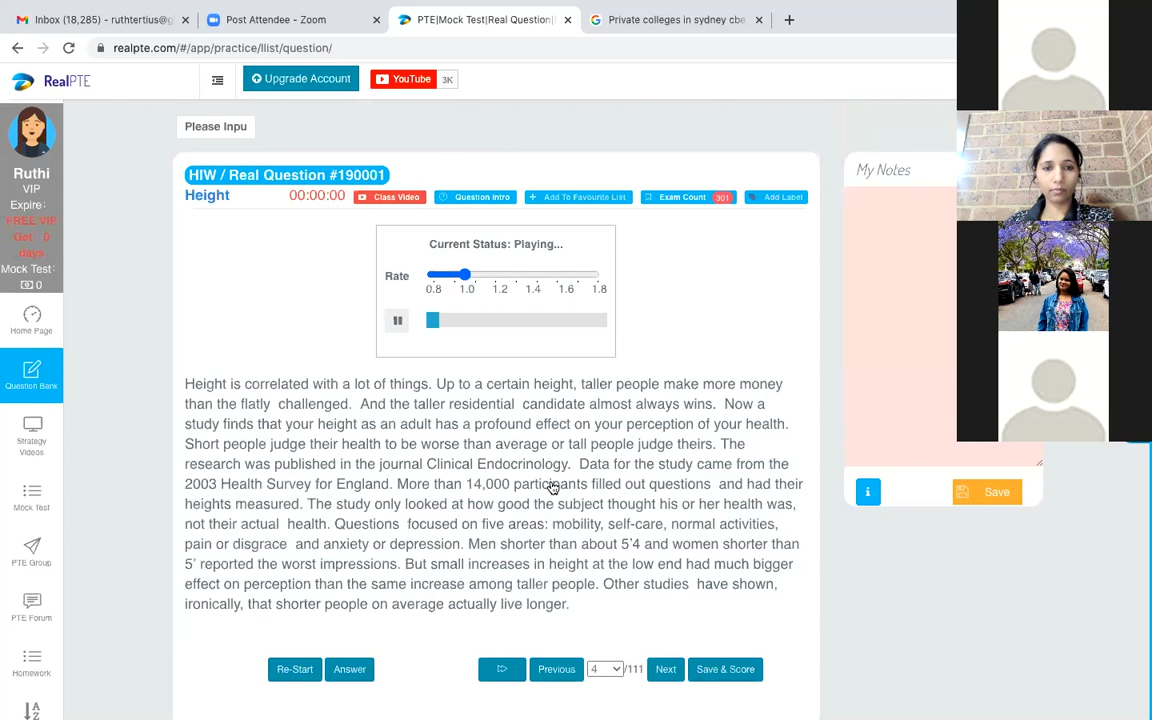 Inbox (18,285) - ruthtertius@g
Post Attendee - Zoom
PTE|Mock Test|Real Question|
Private colleges in sydney cbe
realpte.com/#/app/practice/llist/question/
RealPTE
Upgrade Account
YouTube
3K
Please Inpu
Ruthi
VIP
Expire:
FREE VIP
Get: 0
days
Mock Test:
0
Home Page
Question Bank
Strategy
Videos
Mock Test
PTE Group
PTE Forum
Homework
A
Z
HIW / Real Question #190001
Height
00:00:00
Class Video
Question Intro
Add To Favourite List
Exam Count 301
Add Label
Current Status: Playing...
Rate
0.8 1.0 1.2 1.4 1.6 1.8
Height is correlated with a lot of things. Up to a certain height, taller people make more money
than the flatly challenged. And the taller residential candidate almost always wins. Now a
study finds that your height as an adult has a profound effect on your perception of your health.
Short people judge their health to be worse than average or tall people judge theirs. The
research was published in the journal Clinical Endocrinology. Data for the study came from the
2003 Health Survey for England. More than 14,000 participants filled out questions and had their
heights measured. The study only looked at how good the subject thought his or her health was,
not their actual health. Questions focused on five areas: mobility, self-care, normal activities,
pain or disgrace and anxiety or depression. Men shorter than about 5'4 and women shorter than
5' reported the worst impressions. But small increases in height at the low end had much bigger
effect on perception than the same increase among taller people. Other studies have shown,
ironically, that shorter people on average actually live longer.
Re-Start
Answer
Previous
4
/111
Next
Save & Score
My Notes
Save